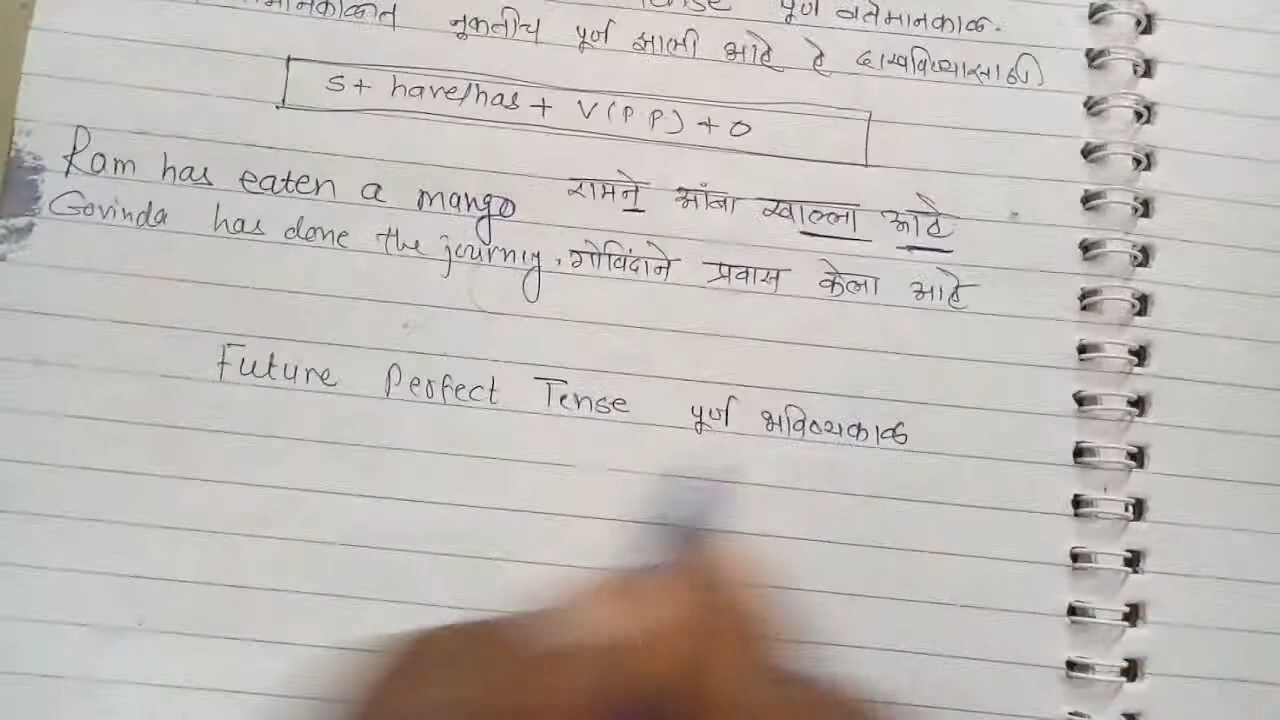 पूर्ण वर्तमानकाळ.
नुकतीच पूर्ण झाली आहे हे दाखविण्यासाठी
S+ have/has + V(P P) + O
Ram has eaten a mango रामने आंबा खाल्ला आहे
Govinda has done the journey. गोविंदाने प्रवास केला आहे
Future Perfect Tense पूर्ण भविष्यकाळ